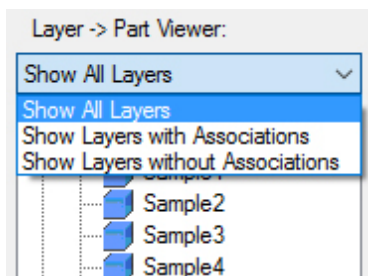 Layer -> Part Viewer:
Show All Layers
Show All Layers
Show Layers with Associations
Show Layers without Associations
Sample2
Sample3
Sample4